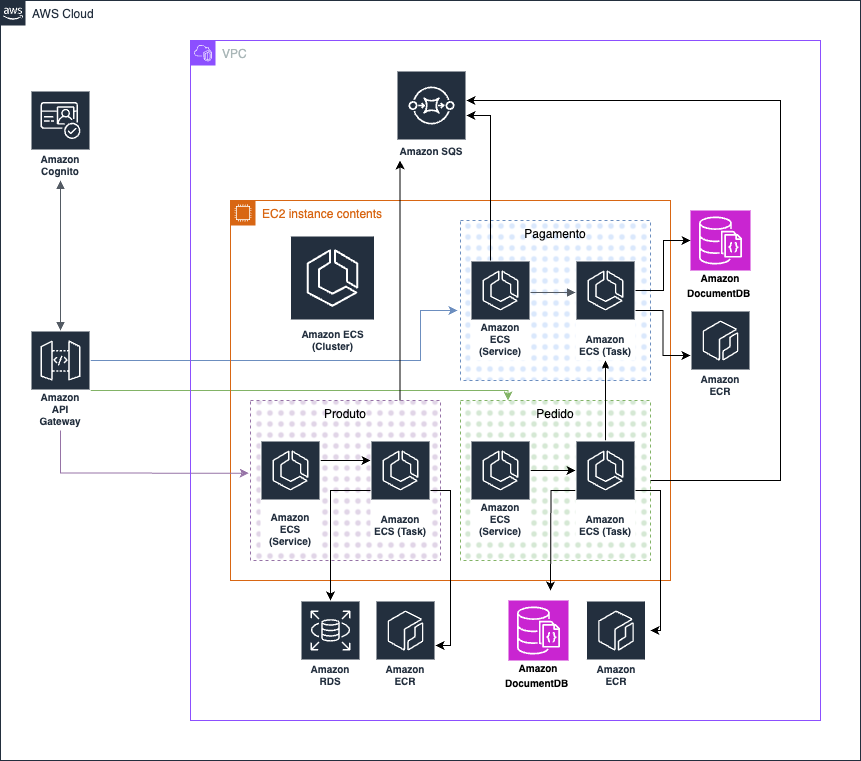 aws
AWS Cloud
VPC
Amazon
Cognito
Amazon SQS
EC2 instance contents
Amazon ECS
(Cluster)
Pagamento
Amazon
ECS
(Service)
Amazon
ECS (Task)
Amazon
DocumentDB
Amazon
ECR
Amazon
API
Gateway
Produto
Amazon
ECS
(Service)
Amazon
ECS (Task)
Pedido
Amazon
ECS
(Service)
Amazon
ECS (Task)
Amazon
RDS
Amazon
ECR
Amazon
DocumentDB
Amazon
ECR